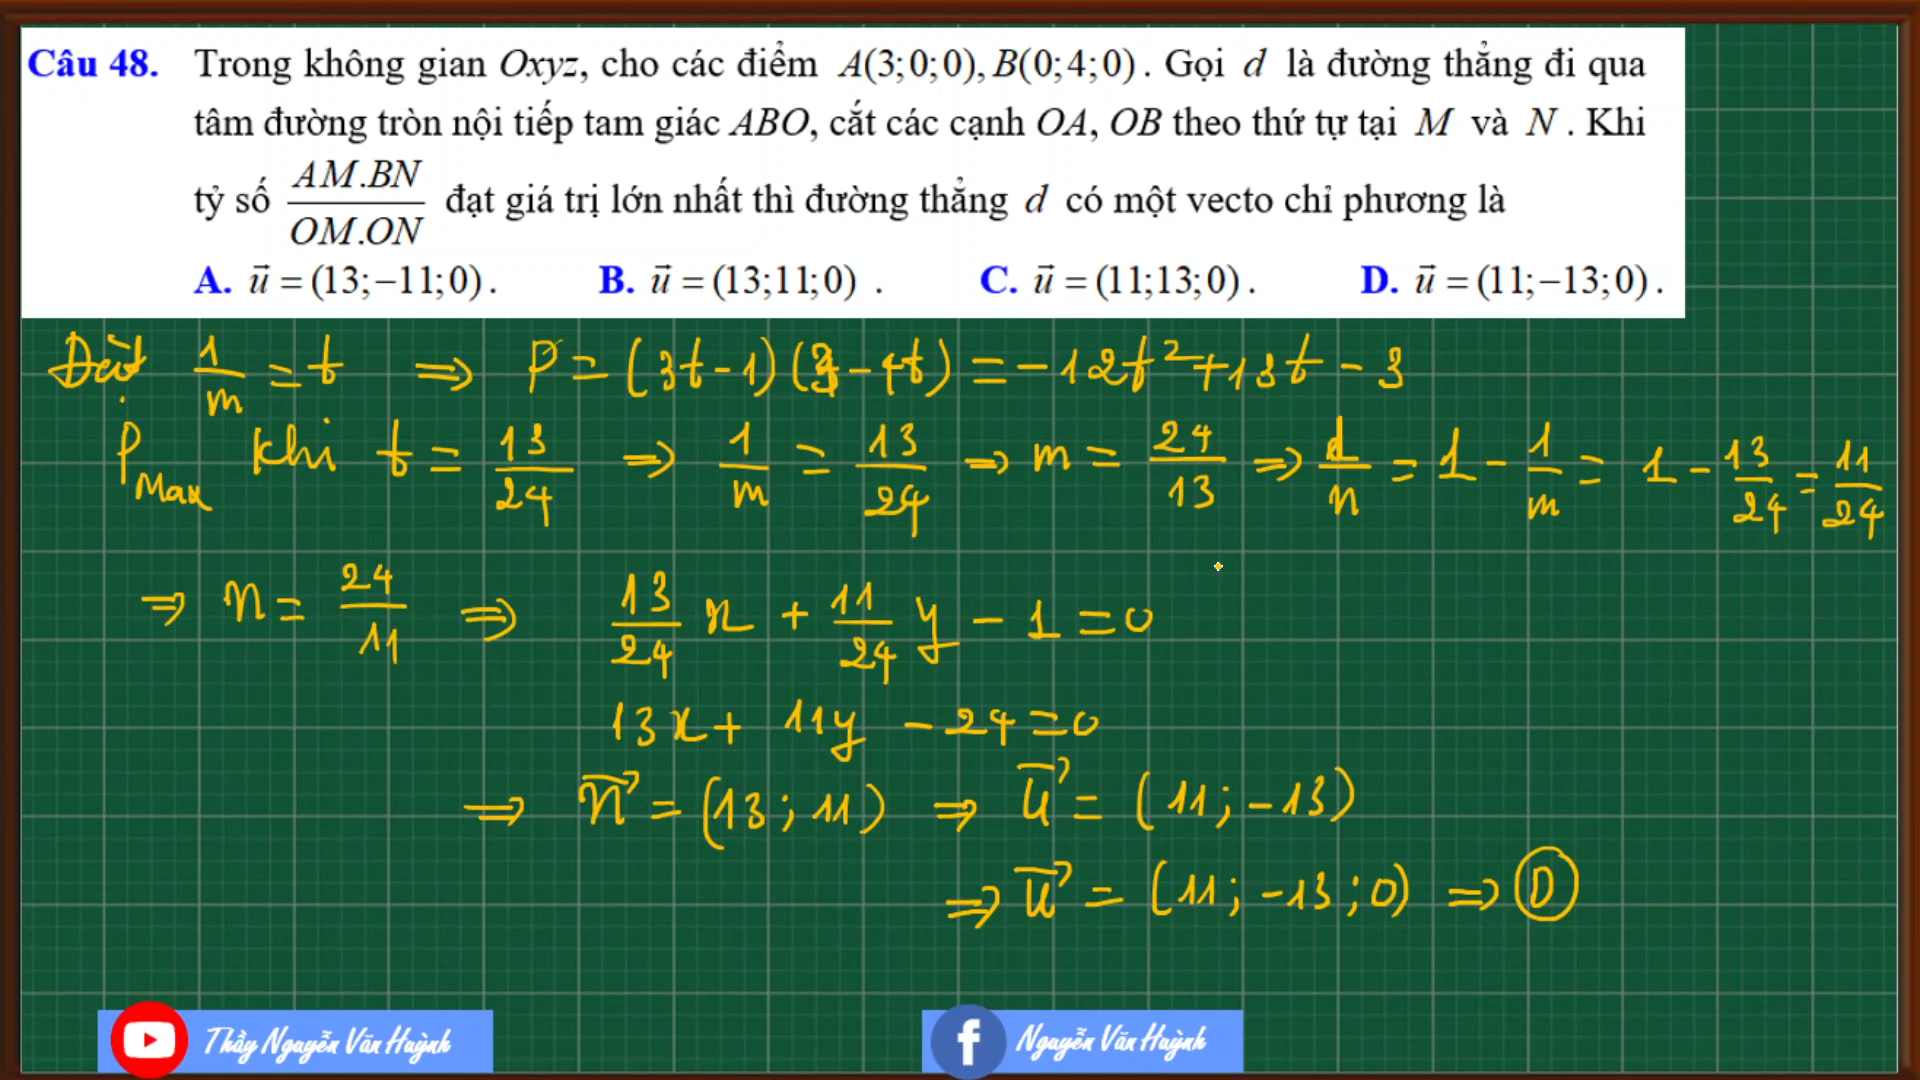 Câu 48. Trong không gian Oxyz, cho các điểm A(3;0;0), B(0;4;0). Gọi d là đường thẳng đi qua
tâm đường tròn nội tiếp tam giác ABO, cắt các cạnh OA, OB theo thứ tự tại M và N. Khi
tỷ số AM.BN/OM.ON đạt giá trị lớn nhất thì đường thẳng d có một vecto chỉ phương là
A. u⃗ = (13;−11;0). B. u⃗ = (13;11;0) . C. u⃗ = (11;13;0). D. u⃗ = (11;−13;0).
Đặt 1/m = t ⇒ P = (3t-1)(3-4t) = -12t² + 13t - 3
P Max khi t = 13/24 ⇒ 1/m = 13/24 ⇒ m = 24/13 ⇒ 1/n = 1 - 1/m = 1 - 13/24 = 11/24
⇒ n = 24/11 ⇒ 13/24 x + 11/24 y - 1 = 0
13x + 11y - 24 = 0
⇒ n⃗ = (13; 11) ⇒ u⃗ = (11; -13)
⇒ u⃗ = (11; -13; 0) ⇒ D
Thầy Nguyễn Văn Huỳnh
f Nguyễn Văn Huỳnh